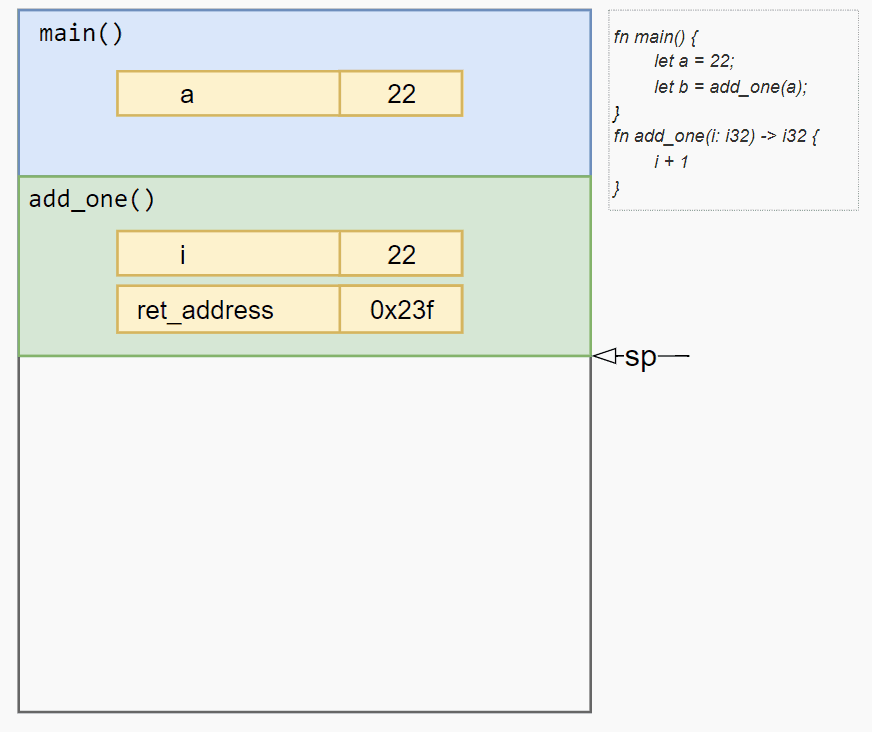 main()
a 22
add_one()
i 22
ret_address 0x23f
sp
fn main() {
let a = 22;
let b = add_one(a);
}
fn add_one(i: i32) -> i32 {
i + 1
}